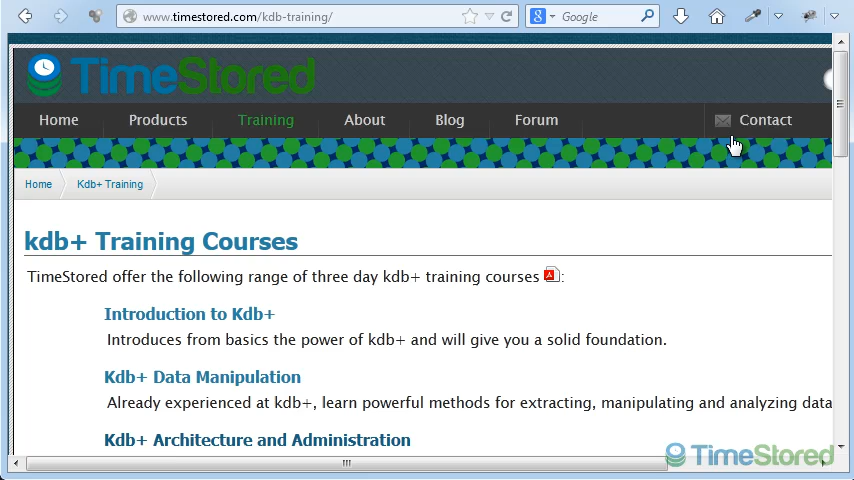 www.timestored.com/kdb-training/
Google
TimeStored
Home Products Training About Blog Forum Contact
Home Kdb+ Training
kdb+ Training Courses
TimeStored offer the following range of three day kdb+ training courses :
Introduction to Kdb+
Introduces from basics the power of kdb+ and will give you a solid foundation.
Kdb+ Data Manipulation
Already experienced at kdb+, learn powerful methods for extracting, manipulating and analyzing data
Kdb+ Architecture and Administration
TimeStored